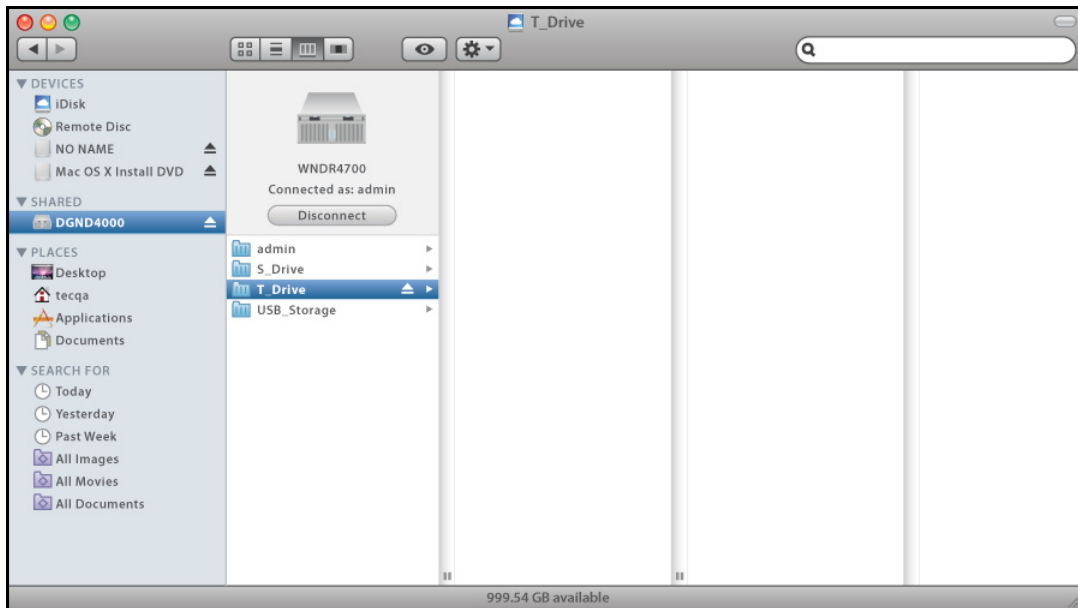 T_Drive
DEVICES
iDisk
Remote Disc
NO NAME
Mac OS X Install DVD
SHARED
DGND4000
PLACES
Desktop
tecqa
Applications
Documents
SEARCH FOR
Today
Yesterday
Past Week
All Images
All Movies
All Documents
WNDR4700
Connected as: admin
Disconnect
admin
S_Drive
T_Drive
USB_Storage
999.54 GB available